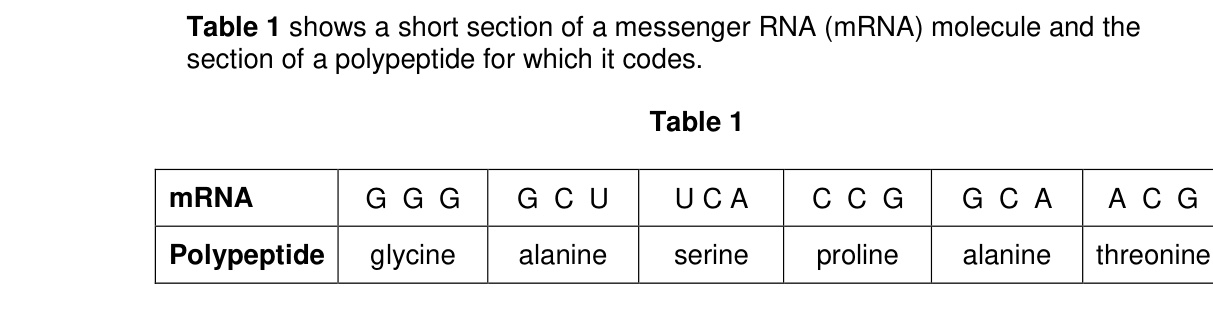 Table 1 shows a short section of a messenger RNA (mRNA) molecule and the
section of a polypeptide for which it codes.
Table 1
mRNA G G G G C U U C A C C G G C A A C G
Polypeptide glycine alanine serine proline alanine threonine